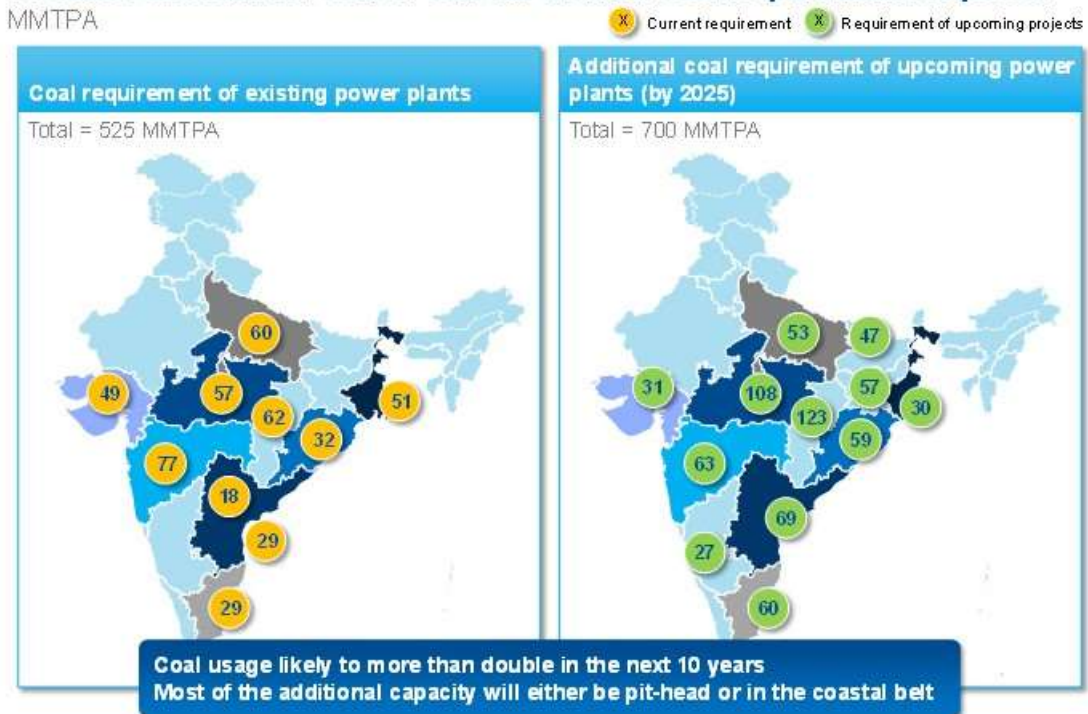 MMTPA
X Current requirement X Requirement of upcoming projects
Coal requirement of existing power plants
Total = 525 MMTPA
60
49
57
51
62
32
77
18
29
29
Additional coal requirement of upcoming power
plants (by 2025)
Total = 700 MMTPA
53
47
31
108
57
123
30
59
63
69
27
60
Coal usage likely to more than double in the next 10 years
Most of the additional capacity will either be pit-head or in the coastal belt